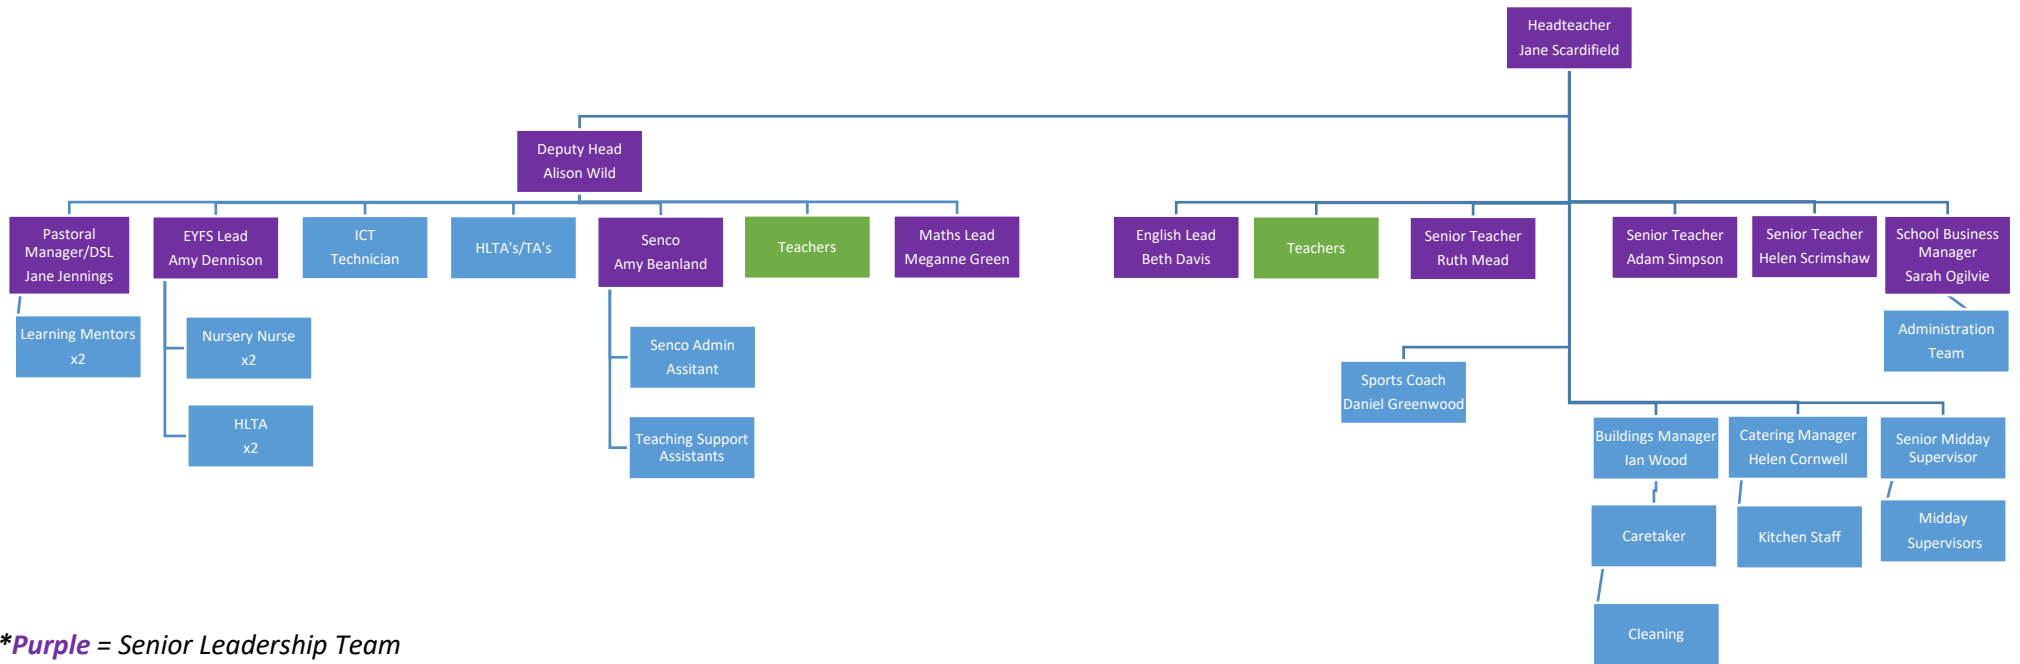 Headteacher
Jane Scardifield
Deputy Head
Alison Wild
Pastoral
Manager/DSL
Jane Jennings
EYFS Lead
Amy Dennison
ICT
Technician
HLTA's/TA's
Senco
Amy Beanland
Teachers
Maths Lead
Meganne Green
English Lead
Beth Davis
Teachers
Senior Teacher
Ruth Mead
Senior Teacher
Adam Simpson
Senior Teacher
Helen Scrimshaw
School Business
Manager
Sarah Ogilvie
Learning Mentors
x2
Nursery Nurse
x2
HLTA
x2
Senco Admin
Assitant
Teaching Support
Assistants
Administration
Team
Sports Coach
Daniel Greenwood
Buildings Manager
Ian Wood
Catering Manager
Helen Cornwell
Senior Midday
Supervisor
Caretaker
Kitchen Staff
Midday
Supervisors
Cleaning
*Purple = Senior Leadership Team